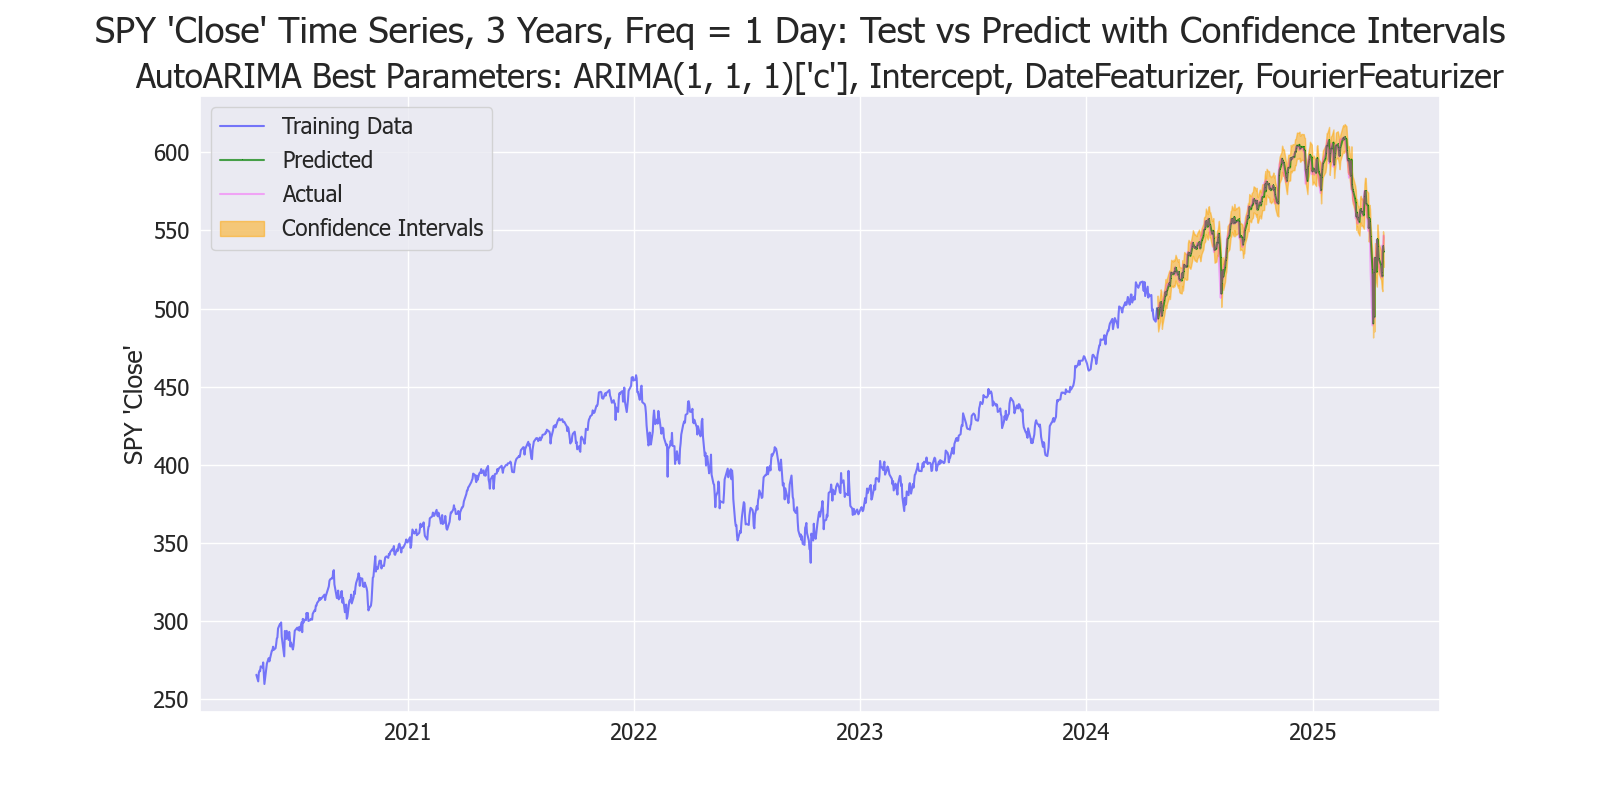 SPY 'Close' Time Series, 3 Years, Freq = 1 Day: Test vs Predict with Confidence Intervals
AutoARIMA Best Parameters: ARIMA(1, 1, 1)['c'], Intercept, DateFeaturizer, FourierFeaturizer
Training Data
Predicted
Actual
Confidence Intervals
SPY 'Close'
600
550
500
450
400
350
300
250
2021
2022
2023
2024
2025